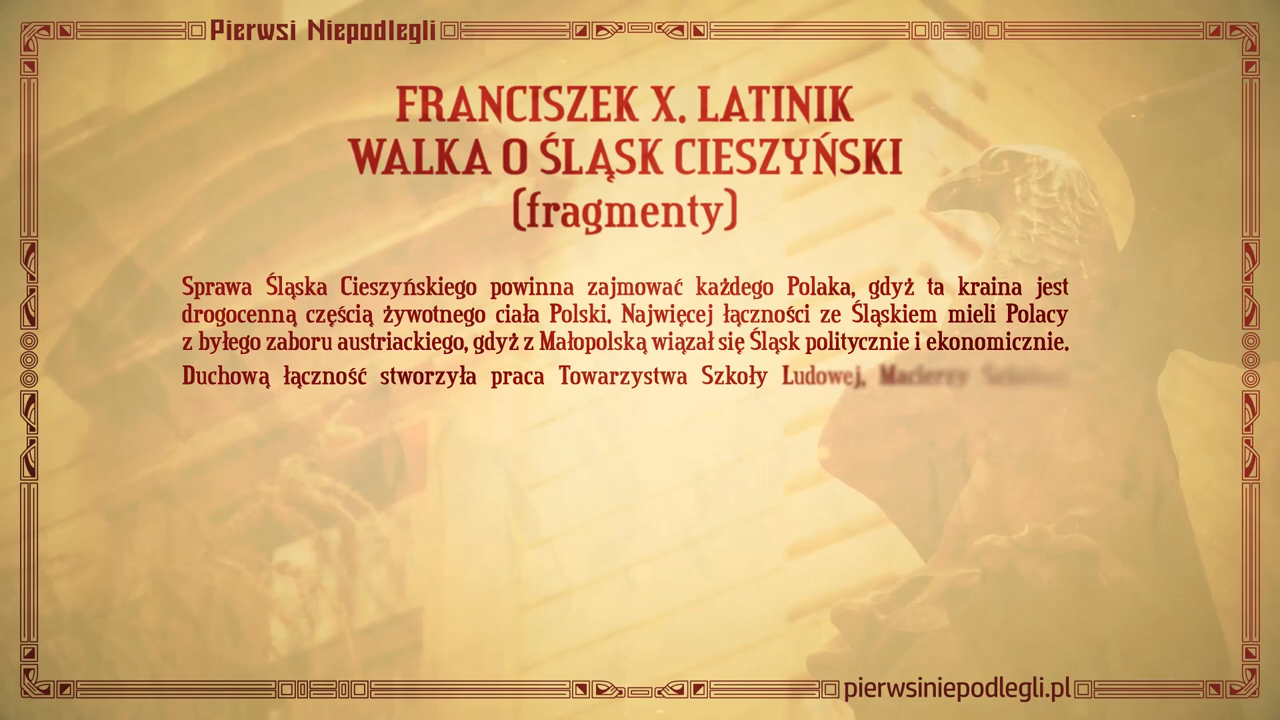 Pierwsi Niepodlegli
FRANCISZEK X. LATINIK
WALKA O ŚLĄSK CIESZYŃSKI
(fragmenty)
Sprawa Śląska Cieszyńskiego powinna zajmować każdego Polaka, gdyż ta kraina jest
drogocenną częścią żywotnego ciała Polski. Najwięcej łączności ze Śląskiem mieli Polacy
z byłego zaboru austriackiego, gdyż z Małopolską wiązał się Śląsk politycznie i ekonomicznie.
Duchową łączność stworzyła praca Towarzystwa Szkoły Ludowej, Macierzy
pierwsiniepodlegli.pl